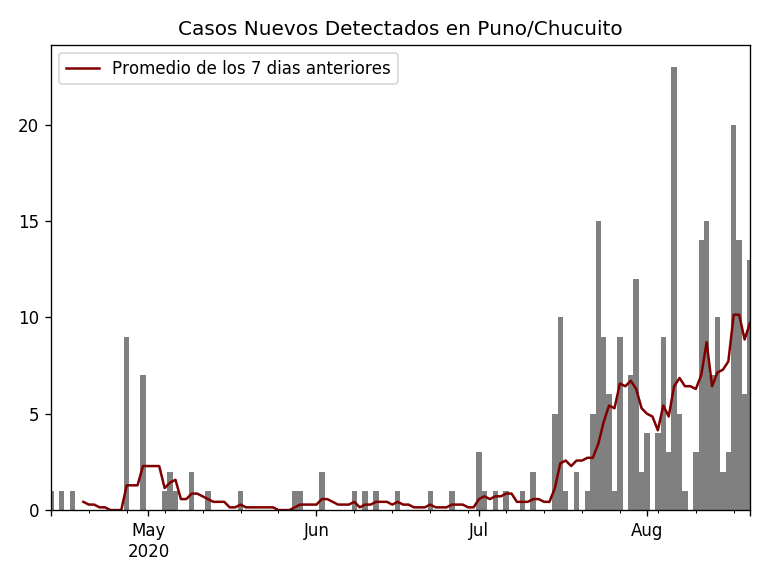 Casos Nuevos Detectados en Puno/Chucuito
Promedio de los 7 dias anteriores
20
15
10
5
0
May Jun Jul Aug
2020